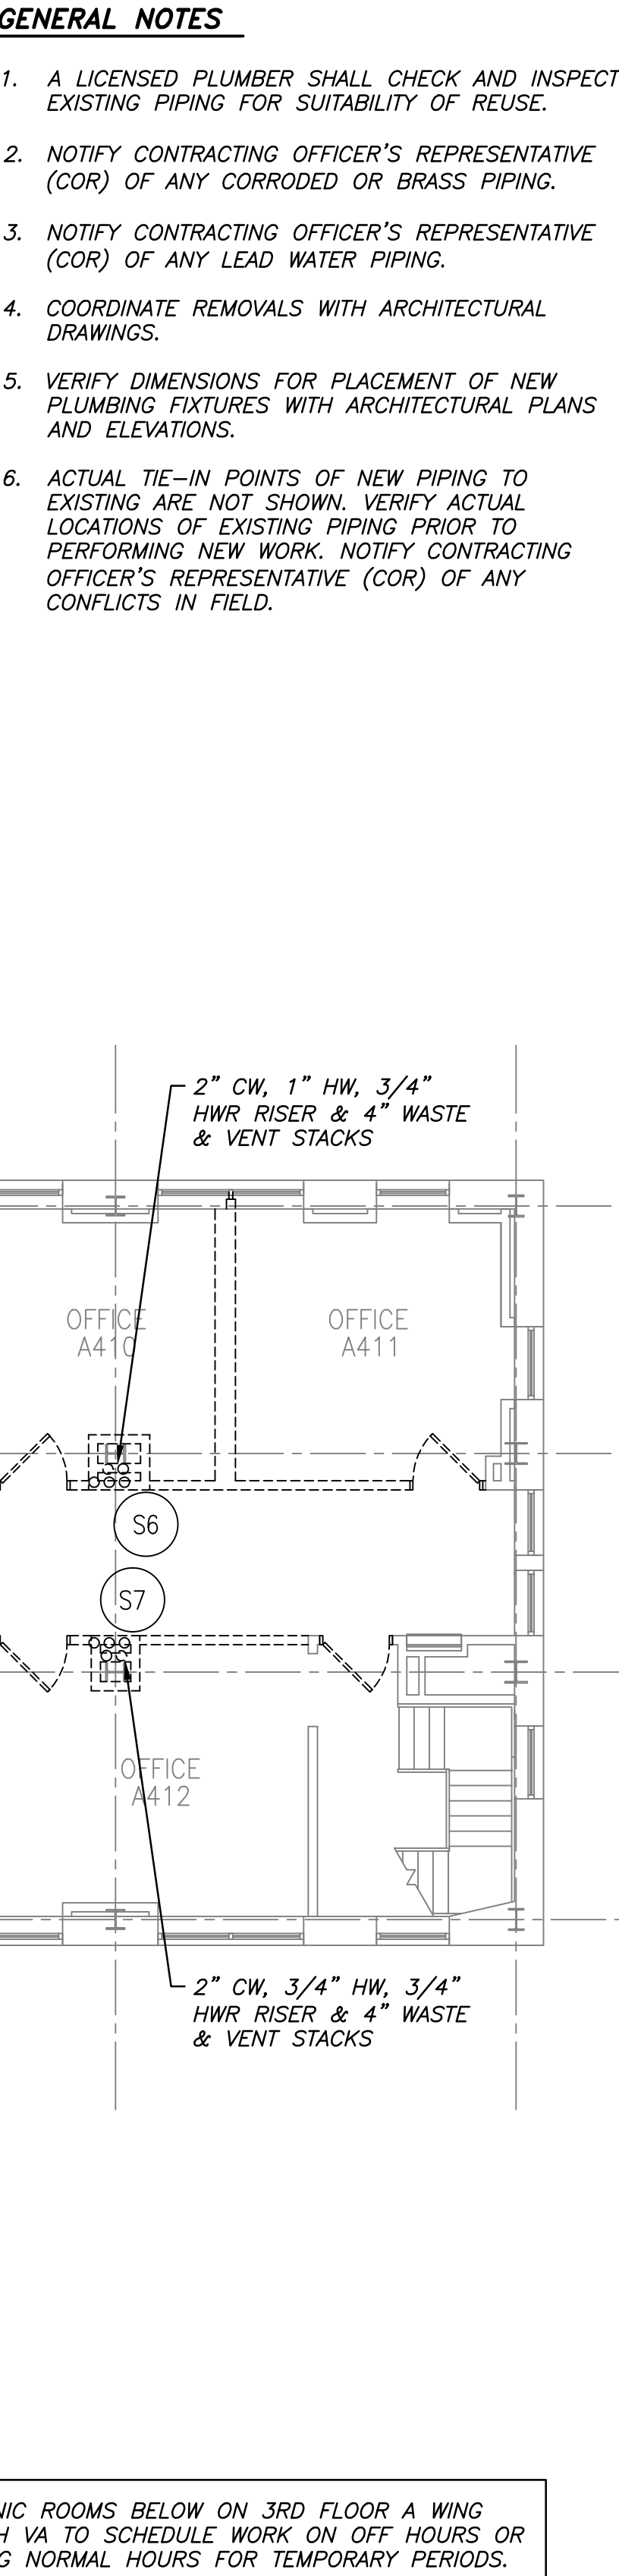 GENERAL NOTES
1. A LICENSED PLUMBER SHALL CHECK AND INSPECT
EXISTING PIPING FOR SUITABILITY OF REUSE.
2. NOTIFY CONTRACTING OFFICER'S REPRESENTATIVE
(COR) OF ANY CORRODED OR BRASS PIPING.
3. NOTIFY CONTRACTING OFFICER'S REPRESENTATIVE
(COR) OF ANY LEAD WATER PIPING.
4. COORDINATE REMOVALS WITH ARCHITECTURAL
DRAWINGS.
5. VERIFY DIMENSIONS FOR PLACEMENT OF NEW
PLUMBING FIXTURES WITH ARCHITECTURAL PLANS
AND ELEVATIONS.
6. ACTUAL TIE-IN POINTS OF NEW PIPING TO
EXISTING ARE NOT SHOWN. VERIFY ACTUAL
LOCATIONS OF EXISTING PIPING PRIOR TO
PERFORMING NEW WORK. NOTIFY CONTRACTING
OFFICER'S REPRESENTATIVE (COR) OF ANY
CONFLICTS IN FIELD.
2" CW, 1" HW, 3/4"
HWR RISER & 4" WASTE
& VENT STACKS
OFFICE
A410
OFFICE
A411
S6
S7
OFFICE
A412
2" CW, 3/4" HW, 3/4"
HWR RISER & 4" WASTE
& VENT STACKS
NIC ROOMS BELOW ON 3RD FLOOR A WING
H VA TO SCHEDULE WORK ON OFF HOURS OR
G NORMAL HOURS FOR TEMPORARY PERIODS.